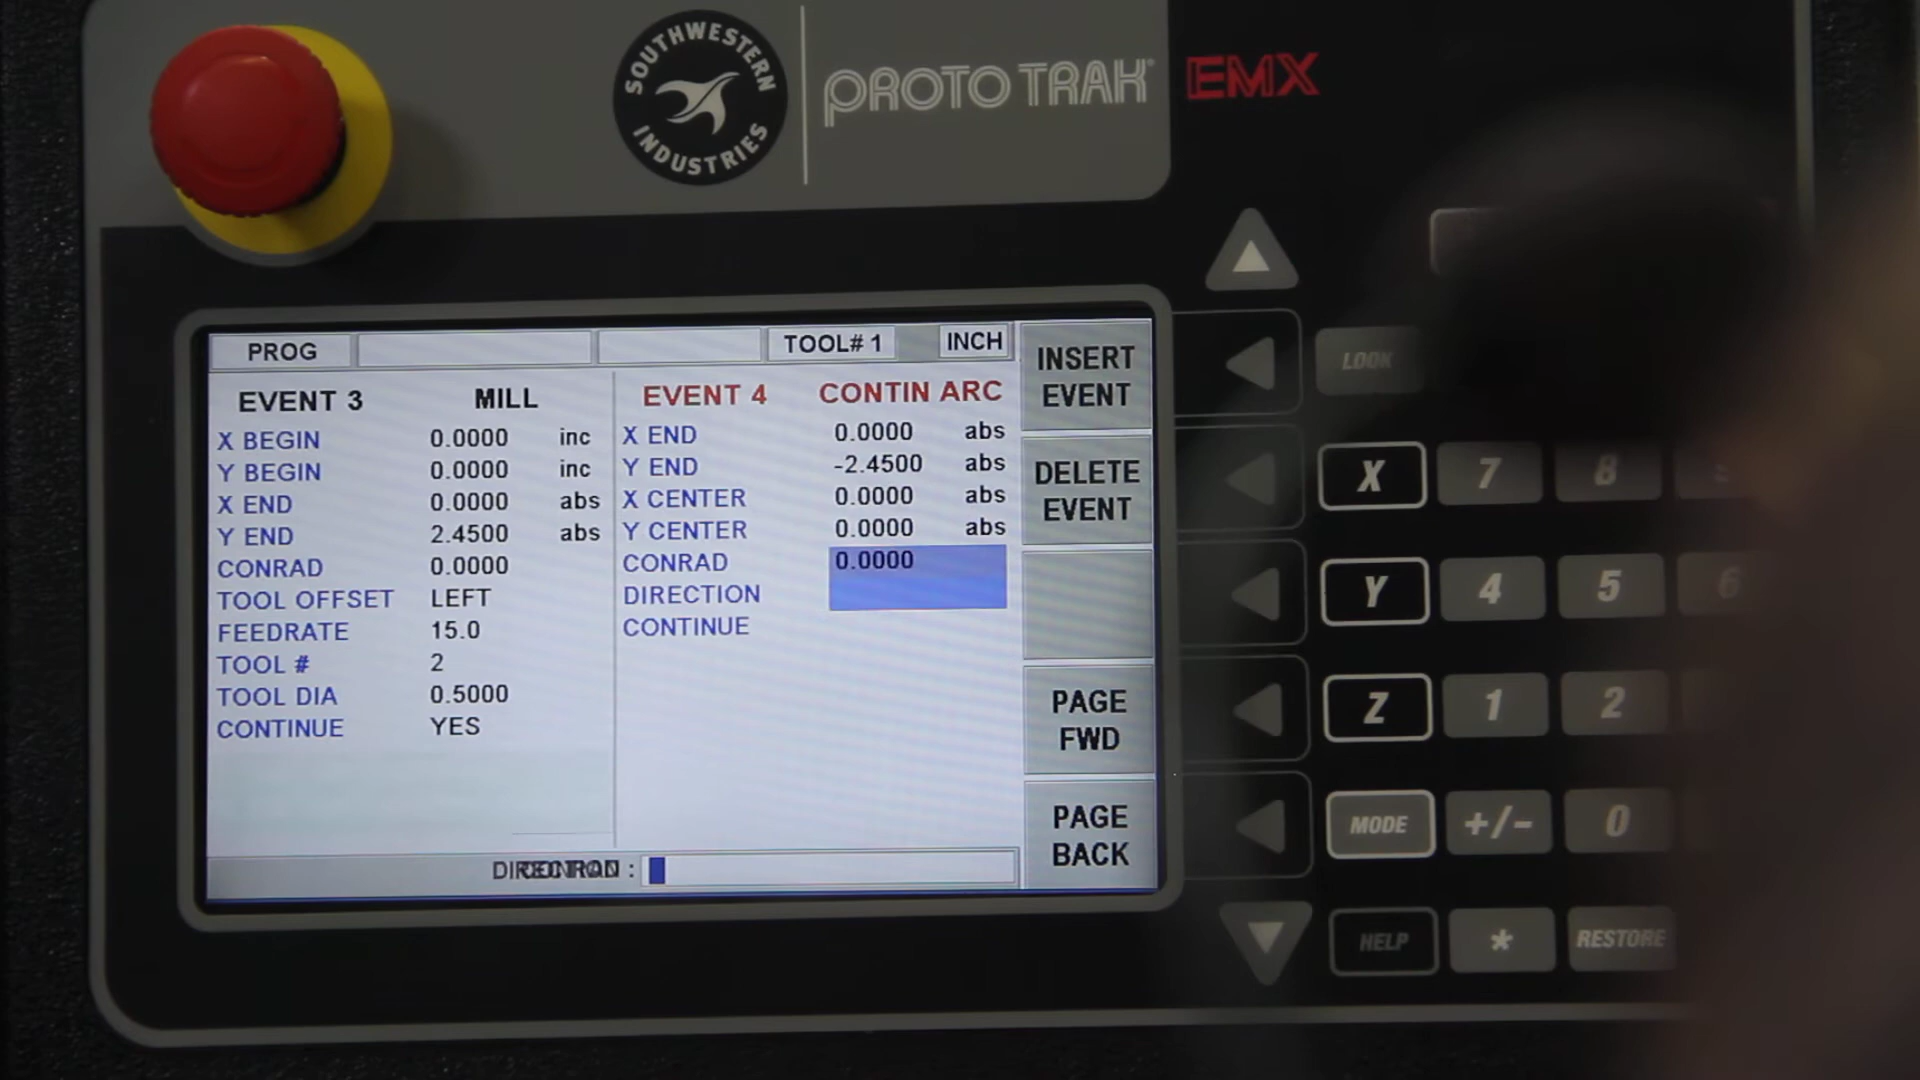 SOUTHWESTERN
INDUSTRIES
PROTO TRAK
EMX
PROG
TOOL# 1
INCH
EVENT 3 MILL
X BEGIN 0.0000 inc
Y BEGIN 0.0000 inc
X END 0.0000 abs
Y END 2.4500 abs
CONRAD 0.0000
TOOL OFFSET LEFT
FEEDRATE 15.0
TOOL # 2
TOOL DIA 0.5000
CONTINUE YES
EVENT 4 CONTIN ARC
X END 0.0000 abs
Y END -2.4500 abs
X CENTER 0.0000 abs
Y CENTER 0.0000 abs
CONRAD 0.0000
DIRECTION
CONTINUE
INSERT
EVENT
DELETE
EVENT
PAGE
FWD
PAGE
BACK
LOOK
X 7 8
Y 4 5 6
Z 1 2
MODE +/- 0
HELP * RESTORE